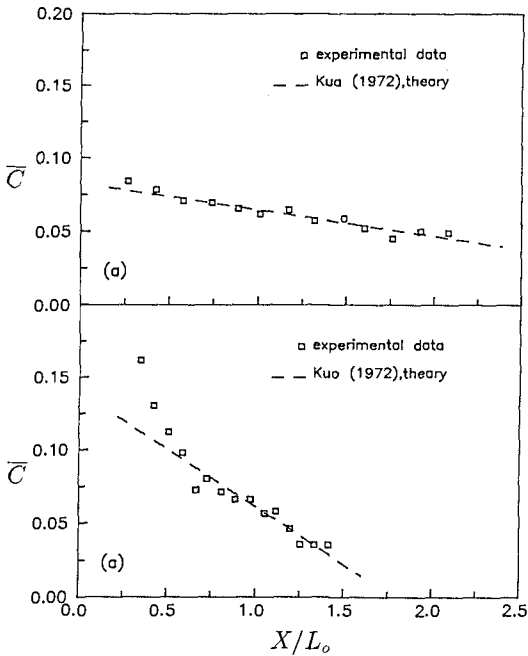 0.20
experimental data
Kuo (1972),theory
0.15
C
0.10
0.05
(a)
0.00
experimental data
Kuo (1972),theory
0.15
0.10
C
0.05
(a)
0.00
0.0 0.5 1.0 1.5 2.0 2.5
X/Lₒ